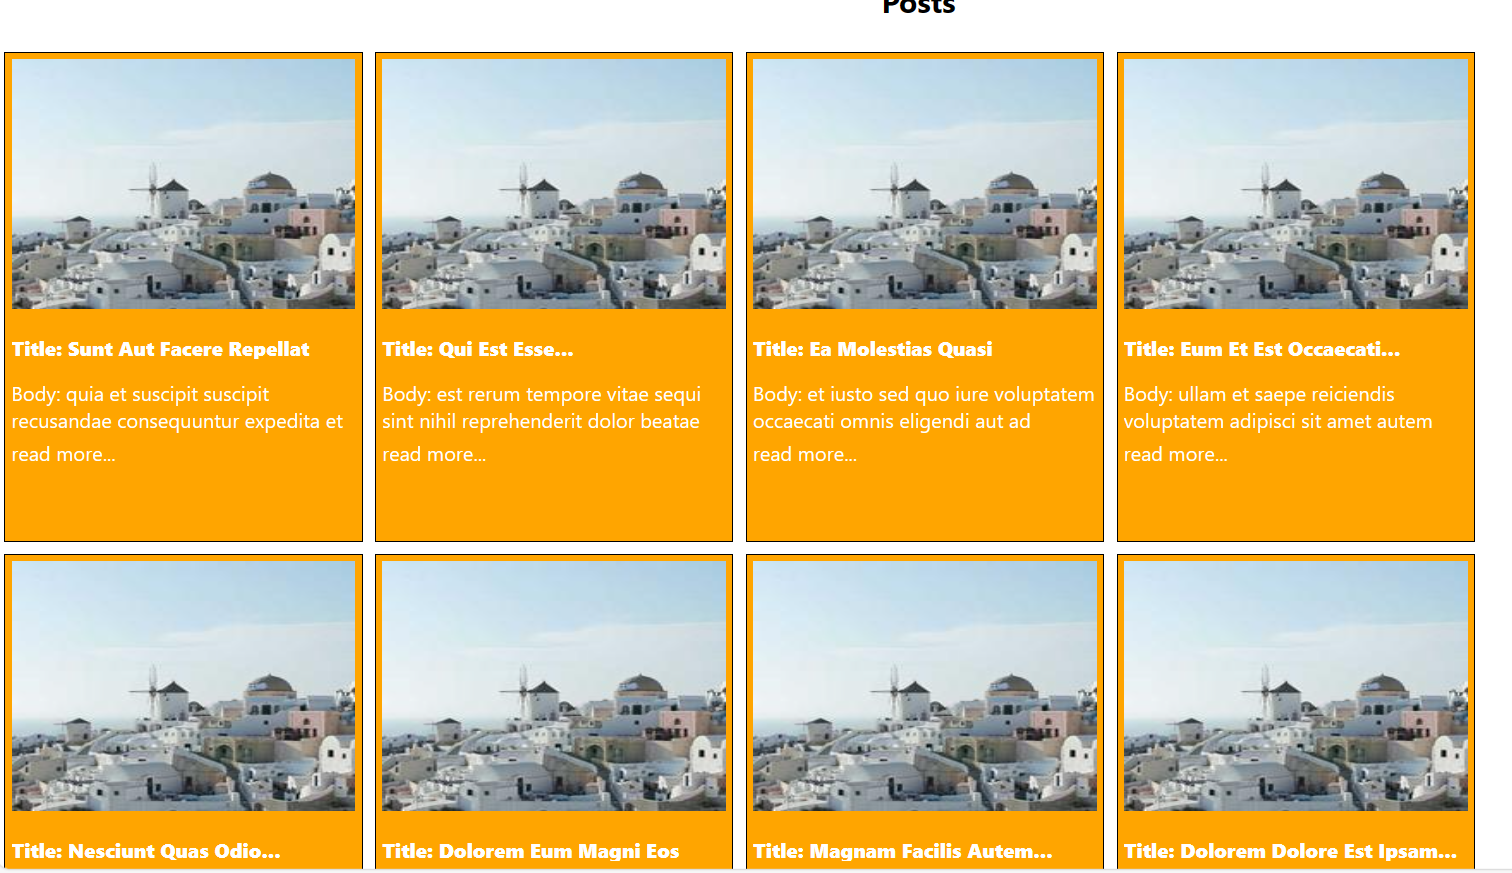 Posts
Title: Sunt Aut Facere Repellat
Body: quia et suscipit suscipit
recusandae consequuntur expedita et
read more...
Title: Qui Est Esse...
Body: est rerum tempore vitae sequi
sint nihil reprehenderit dolor beatae
read more...
Title: Ea Molestias Quasi
Body: et iusto sed quo iure voluptatem
occaecati omnis eligendi aut ad
read more...
Title: Eum Et Est Occaecati...
Body: ullam et saepe reiciendis
voluptatem adipisci sit amet autem
read more...
Title: Nesciunt Quas Odio...
Title: Dolorem Eum Magni Eos
Title: Magnam Facilis Autem...
Title: Dolorem Dolore Est Ipsam...